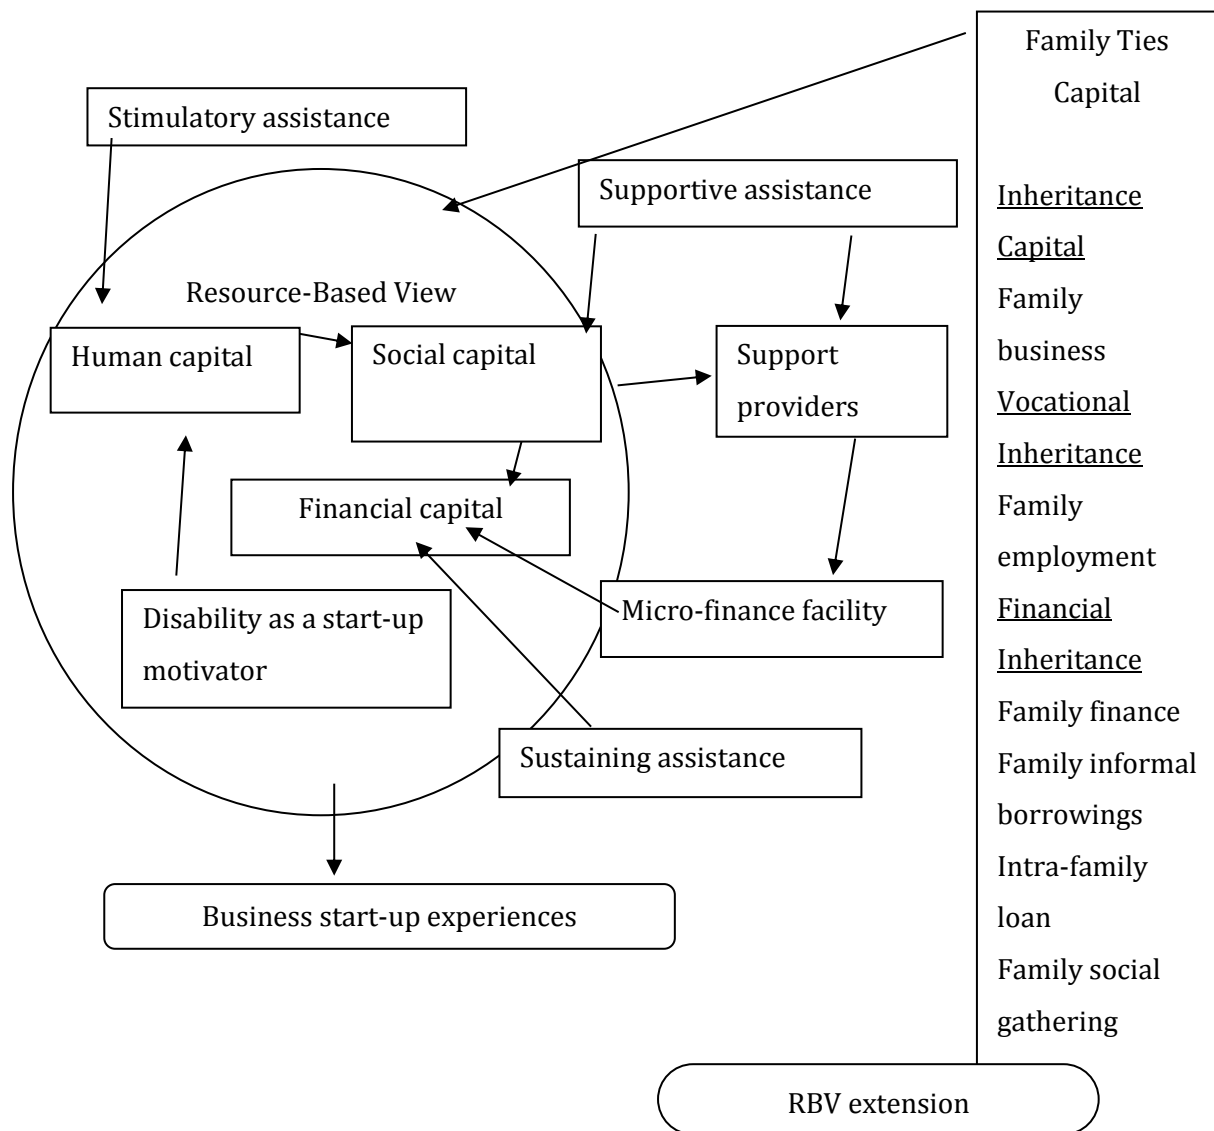 Family Ties
Capital
Stimulatory assistance
Supportive assistance
Inheritance
Capital
Family
business
Vocational
Inheritance
Family
employment
Financial
Inheritance
Family finance
Family informal
borrowings
Intra-family
loan
Family social
gathering
Resource-Based View
Human capital
Social capital
Support
providers
Financial capital
Disability as a start-up
motivator
Micro-finance facility
Sustaining assistance
Business start-up experiences
RBV extension